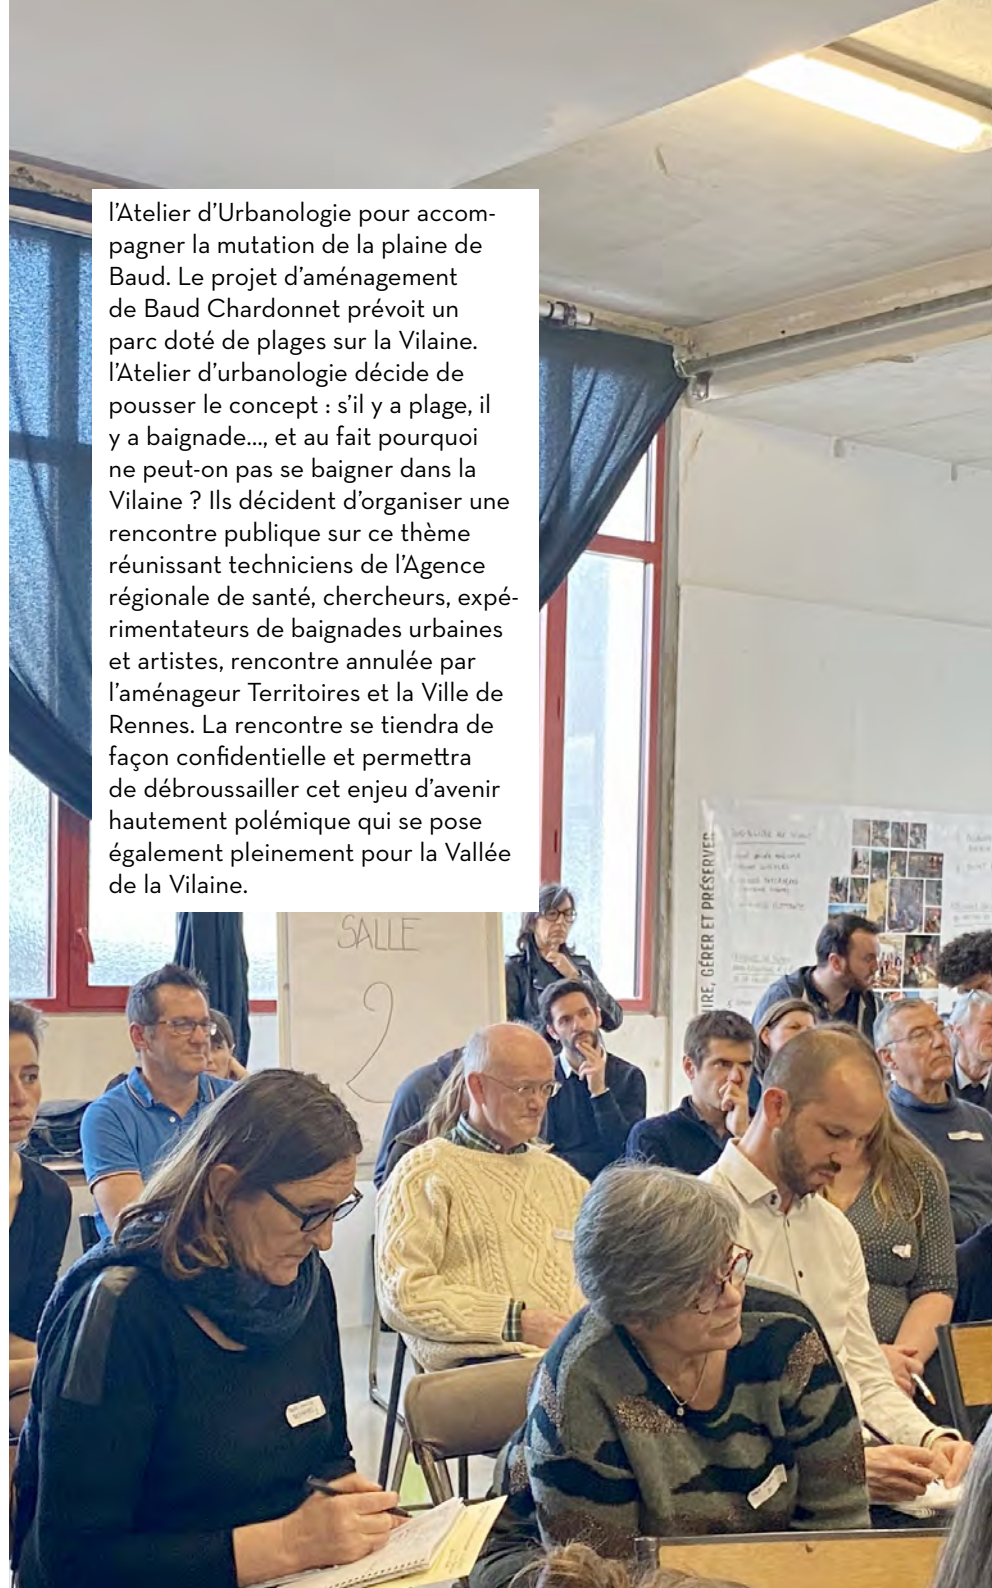 l'Atelier d'Urbanologie pour accom-
pagner la mutation de la plaine de
Baud. Le projet d'aménagement
de Baud Chardonnet prévoit un
parc doté de plages sur la Vilaine.
l'Atelier d'urbanologie décide de
pousser le concept : s'il y a plage, il
y a baignade..., et au fait pourquoi
ne peut-on pas se baigner dans la
Vilaine ? Ils décident d'organiser une
rencontre publique sur ce thème
réunissant techniciens de l'Agence
régionale de santé, chercheurs, expé-
rimentateurs de baignades urbaines
et artistes, rencontre annulée par
l'aménageur Territoires et la Ville de
Rennes. La rencontre se tiendra de
façon confidentielle et permettra
de débroussailler cet enjeu d'avenir
hautement polémique qui se pose
également pleinement pour la Vallée
de la Vilaine.
SALLE
2
IRE, GÉRER ET PRÉSERVER